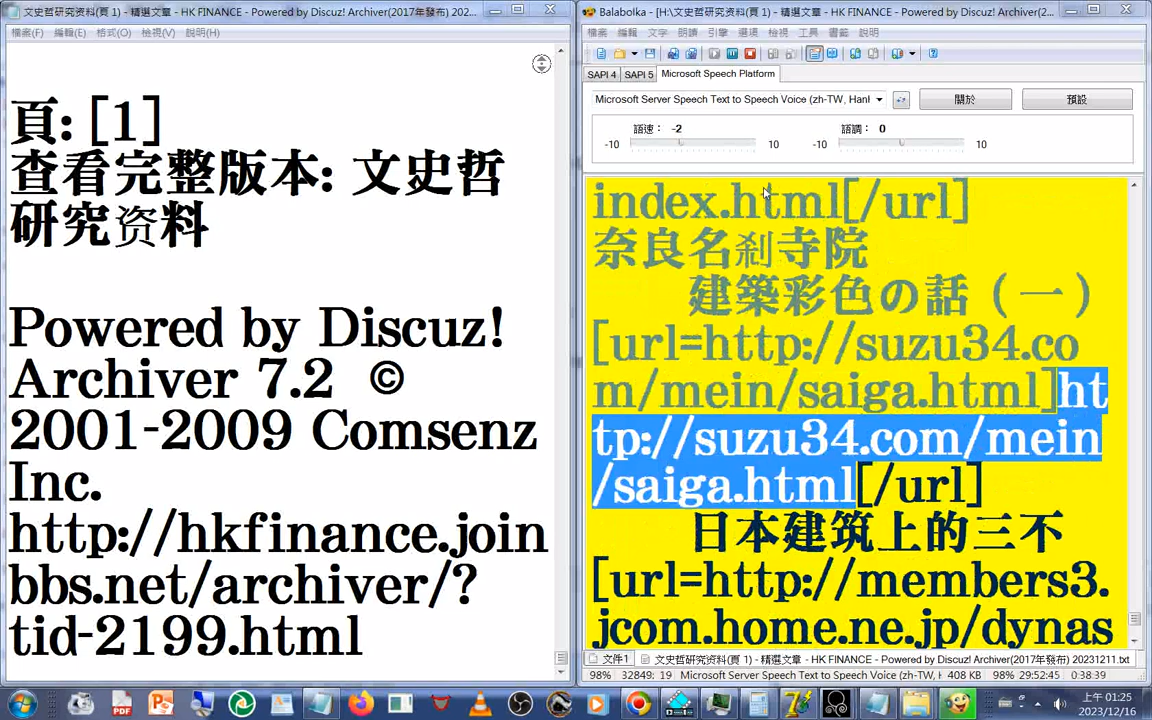 文史哲研究资料(頁 1) - 精選文章 - HK FINANCE - Powered by Discuz! Archiver(2017年發布) 202...
檔案(F) 編輯(E) 格式(O) 檢視(V) 說明(H)
頁: [1]
查看完整版本: 文史哲
研究资料
Powered by Discuz!
Archiver 7.2 ©
2001-2009 Comsenz
Inc.
http://hkfinance.join
bbs.net/archiver/?
tid-2199.html
Balabolka - [H:\文史哲研究资料(頁 1) - 精選文章 - HK FINANCE - Powered by Discuz! Archiver(2...
檔案 編輯 文字 朗讀 引擎 選項 檢視 工具 書籤 說明
SAPI 4 SAPI 5 Microsoft Speech Platform
Microsoft Server Speech Text to Speech Voice (zh-TW, Hanl
關於 預設
語速： -2 語調： 0
-10 10 -10 10
index.html[/url]
奈良名刹寺院
建築彩色の話（一）
[url=http://suzu34.co
m/mein/saiga.html]ht
tp://suzu34.com/mein
/saiga.html[/url]
日本建筑上的三不
[url=http://members3.
jcom.home.ne.jp/dynas
文件1 文史哲研究资料(頁 1) - 精選文章 - HK FINANCE - Powered by Discuz! Archiver(2017年發布) 20231211.txt
98% 32849: 19 Microsoft Server Speech Text to Speech Voice (zh-TW, H 408 KB 98% 29:52:45 0:38:39
上午 01:25
2023/12/16